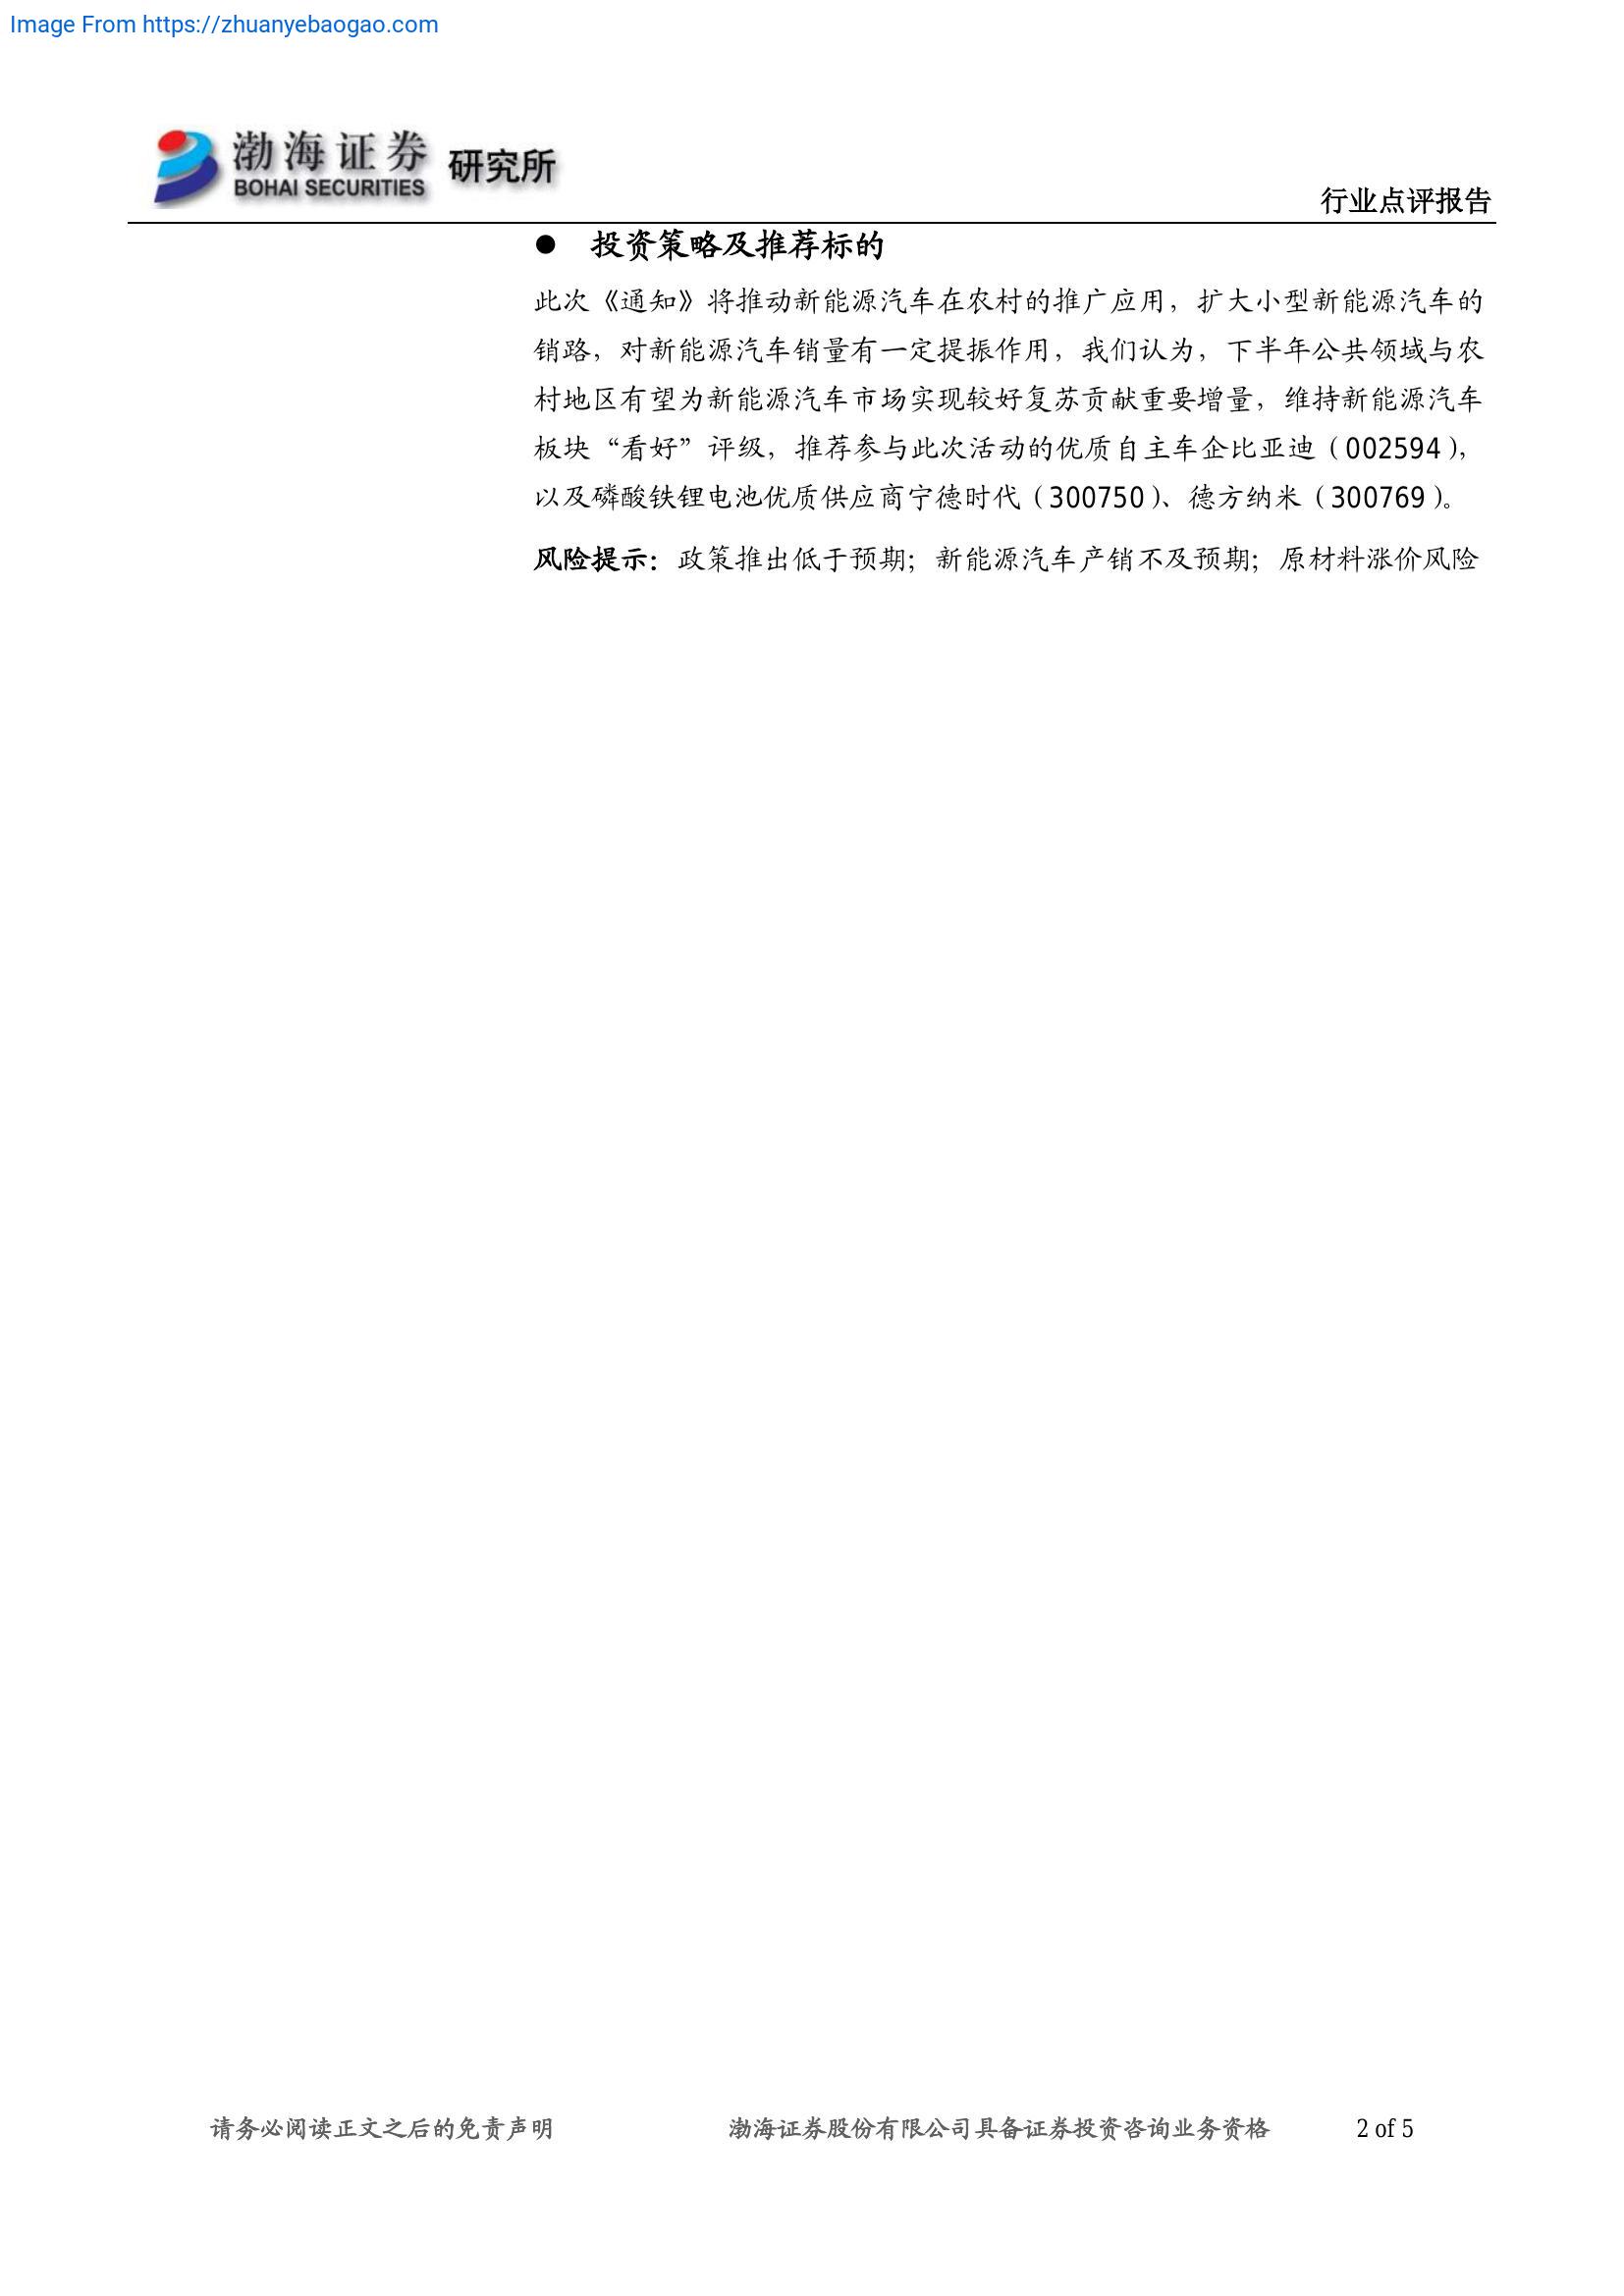 Image From https://zhuanyebaogao.com
渤海证券
BOHAI SECURITIES
研究所
行业点评报告
● 投资策略及推荐标的
此次《通知》将推动新能源汽车在农村的推广应用，扩大小型新能源汽车的
销路，对新能源汽车销量有一定提振作用，我们认为，下半年公共领域与农
村地区有望为新能源汽车市场实现较好复苏贡献重要增量，维持新能源汽车
板块“看好”评级，推荐参与此次活动的优质自主车企比亚迪（002594），
以及磷酸铁锂电池优质供应商宁德时代（300750）、德方纳米（300769）。
风险提示：政策推出低于预期；新能源汽车产销不及预期；原材料涨价风险
请务必阅读正文之后的免责声明 渤海证券股份有限公司具备证券投资咨询业务资格 2 of 5